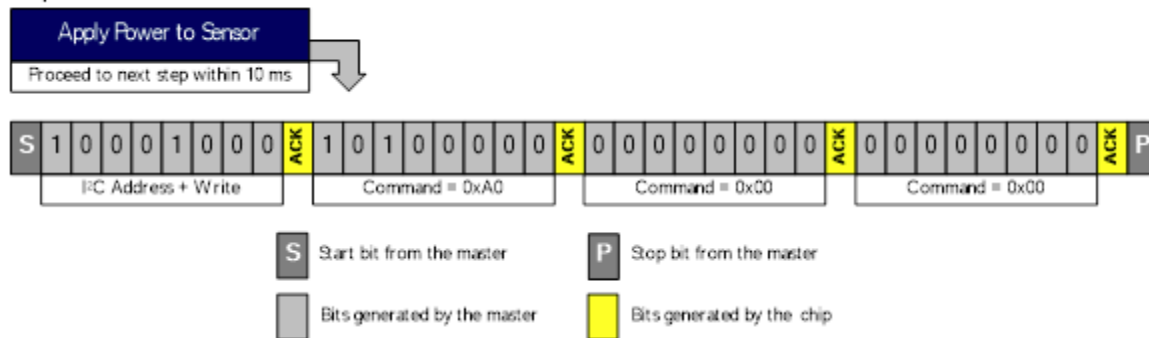 Apply Power to Sensor
Proceed to next step within 10 ms
S 1 0 0 0 1 0 0 0 ACK 1 0 1 0 0 0 0 0 ACK 0 0 0 0 0 0 0 0 ACK 0 0 0 0 0 0 0 0 ACK P
I²C Address + Write Command = 0xA0 Command = 0x00 Command = 0x00
S Start bit from the master P Stop bit from the master
Bits generated by the master Bits generated by the chip